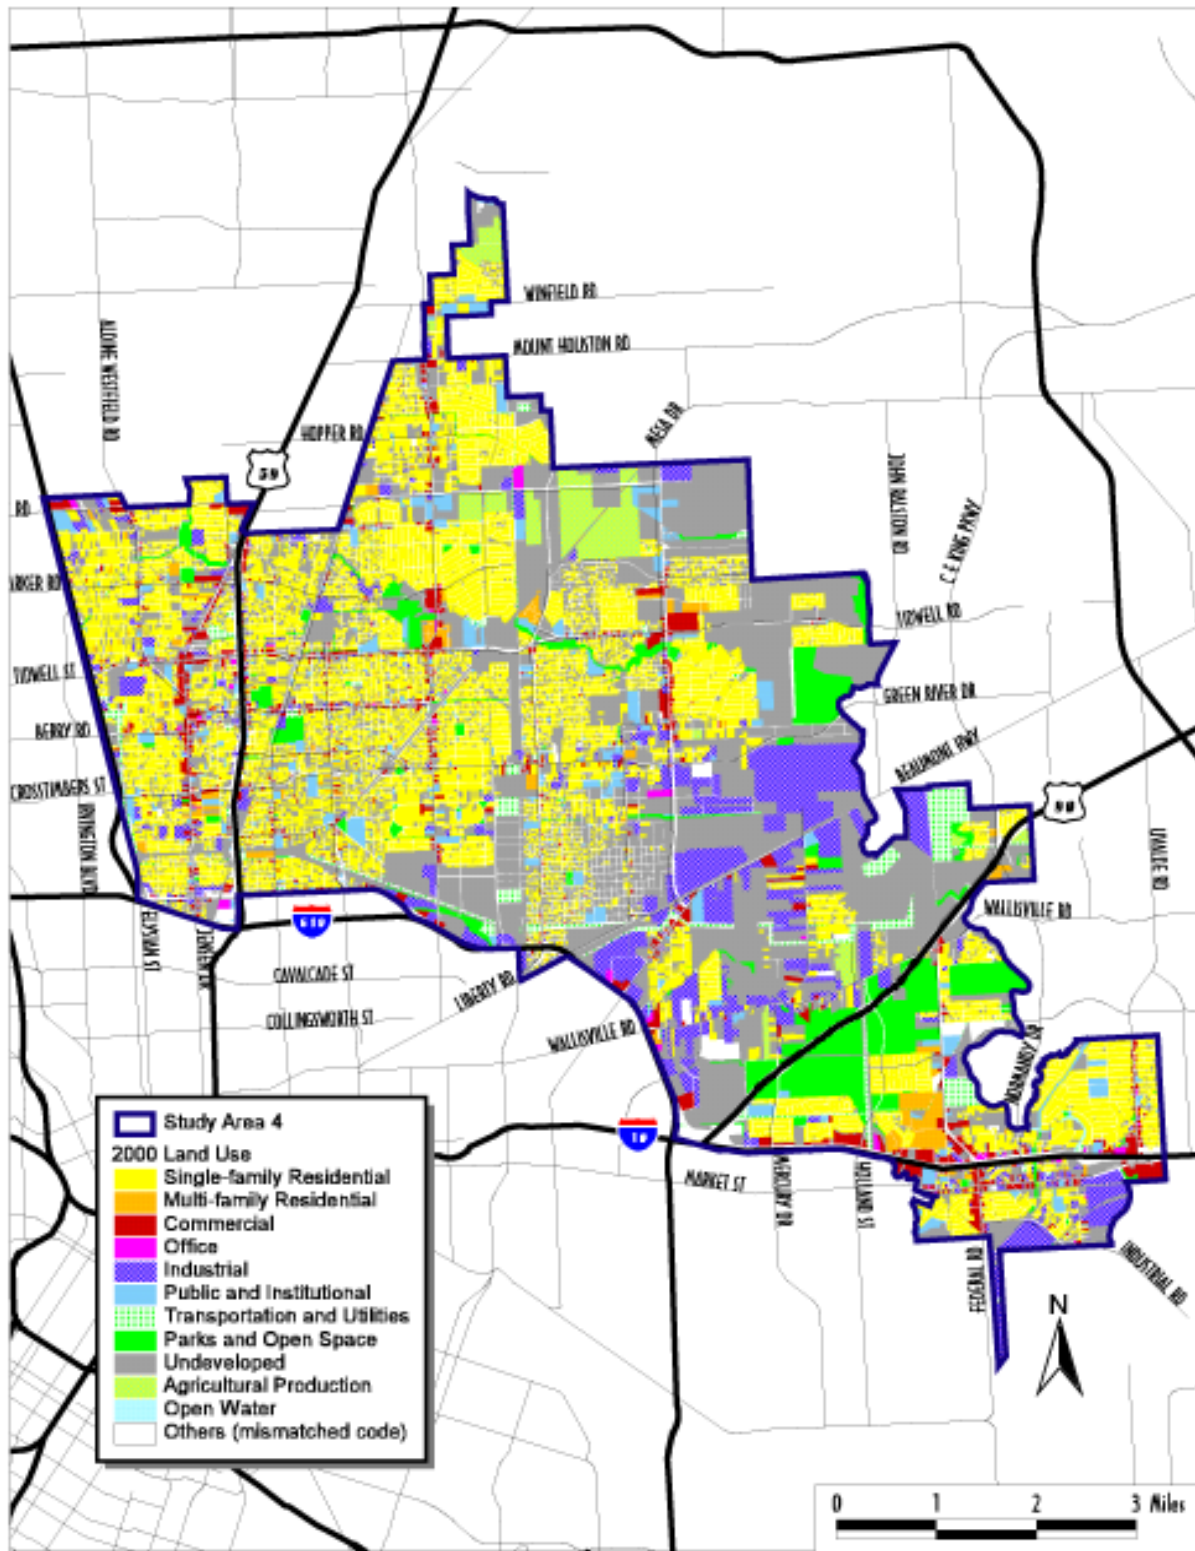 WINFIELD RD
MOUNT HOUSTON RD
ALDINE WESTFIELD RD
HOPPER RD
MESA DR
59
JOHN RALSTON RD
C E KING PKWY
RD
ARKER RD
TIDWELL RD
TIDWELL ST
GREEN RIVER DR
BERRY RD
BEAUMONT HWY
CROSSTIMBERS ST
IRVINGTON BLVD
90
UVALDE RD
WALLISVILLE RD
610
ELYSIAN ST
JENSEN DR
CAVALCADE ST
LIBERTY RD
COLLINGSWORTH ST
WALLISVILLE RD
NORMANDY DR
10
MARKET ST
MERCURY DR
HOLLAND ST
FEDERAL RD
INDUSTRIAL RD
Study Area 4
2000 Land Use
Single-family Residential
Multi-family Residential
Commercial
Office
Industrial
Public and Institutional
Transportation and Utilities
Parks and Open Space
Undeveloped
Agricultural Production
Open Water
Others (mismatched code)
N
0 1 2 3 Miles